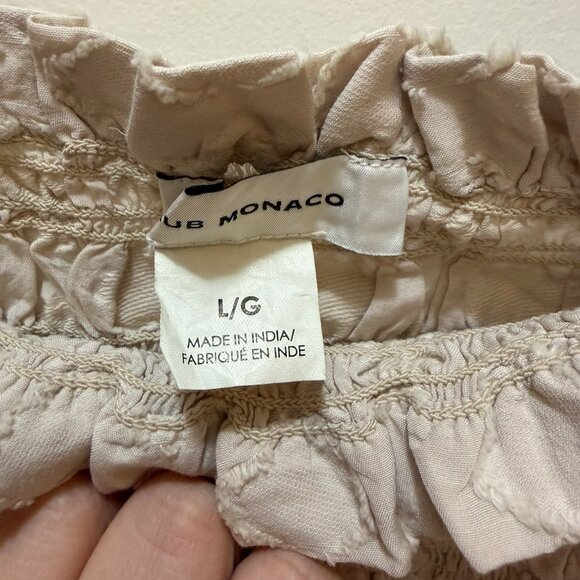 UB MONACO
L/G
MADE IN INDIA/
FABRIQUÉ EN INDE